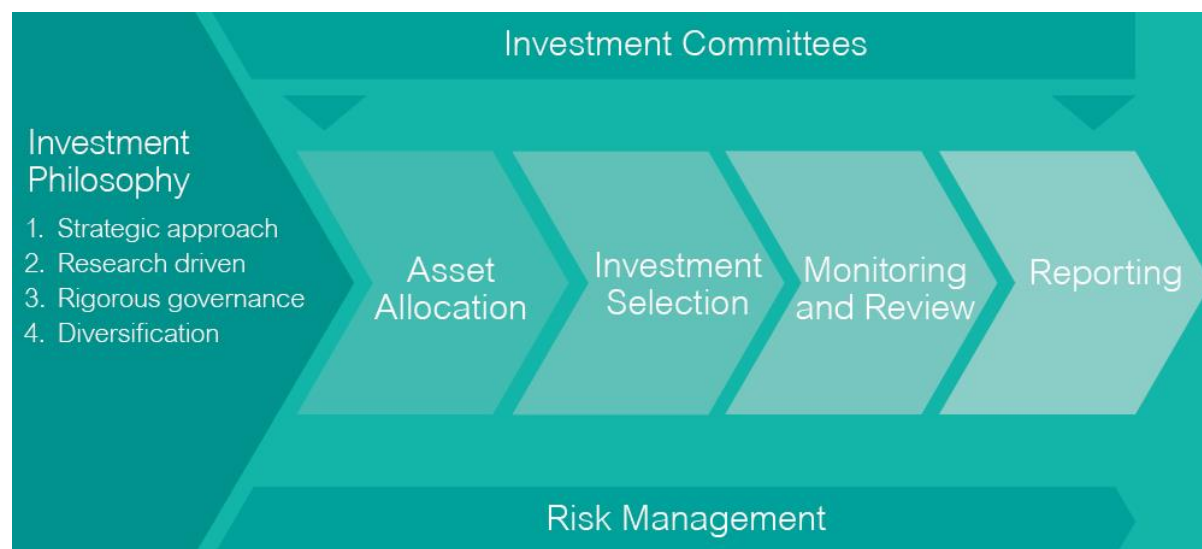 Investment Committees
Investment
Philosophy
1. Strategic approach
2. Research driven
3. Rigorous governance
4. Diversification
Asset
Allocation
Investment
Selection
Monitoring
and Review
Reporting
Risk Management